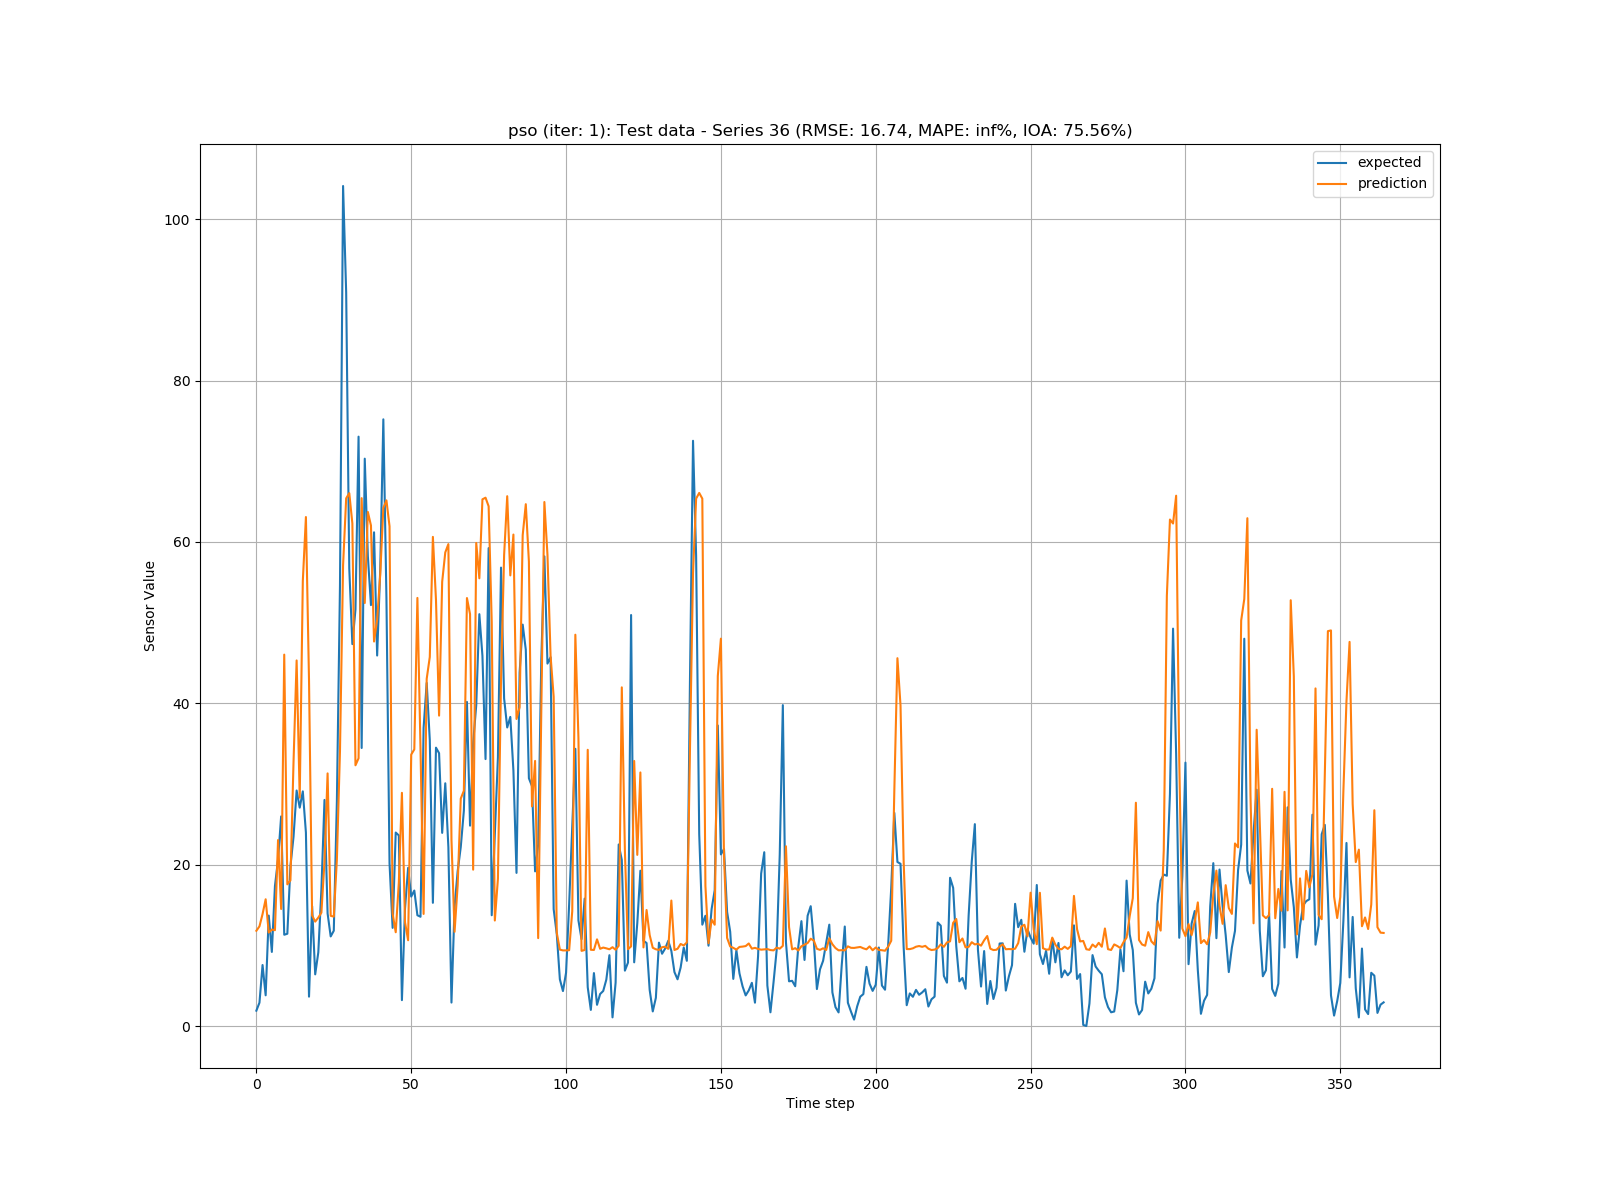 pso (iter: 1): Test data - Series 36 (RMSE: 16.74, MAPE: inf%, IOA: 75.56%)
expected
prediction
100
80
60
40
20
0
Sensor Value
0 50 100 150 200 250 300 350
Time step